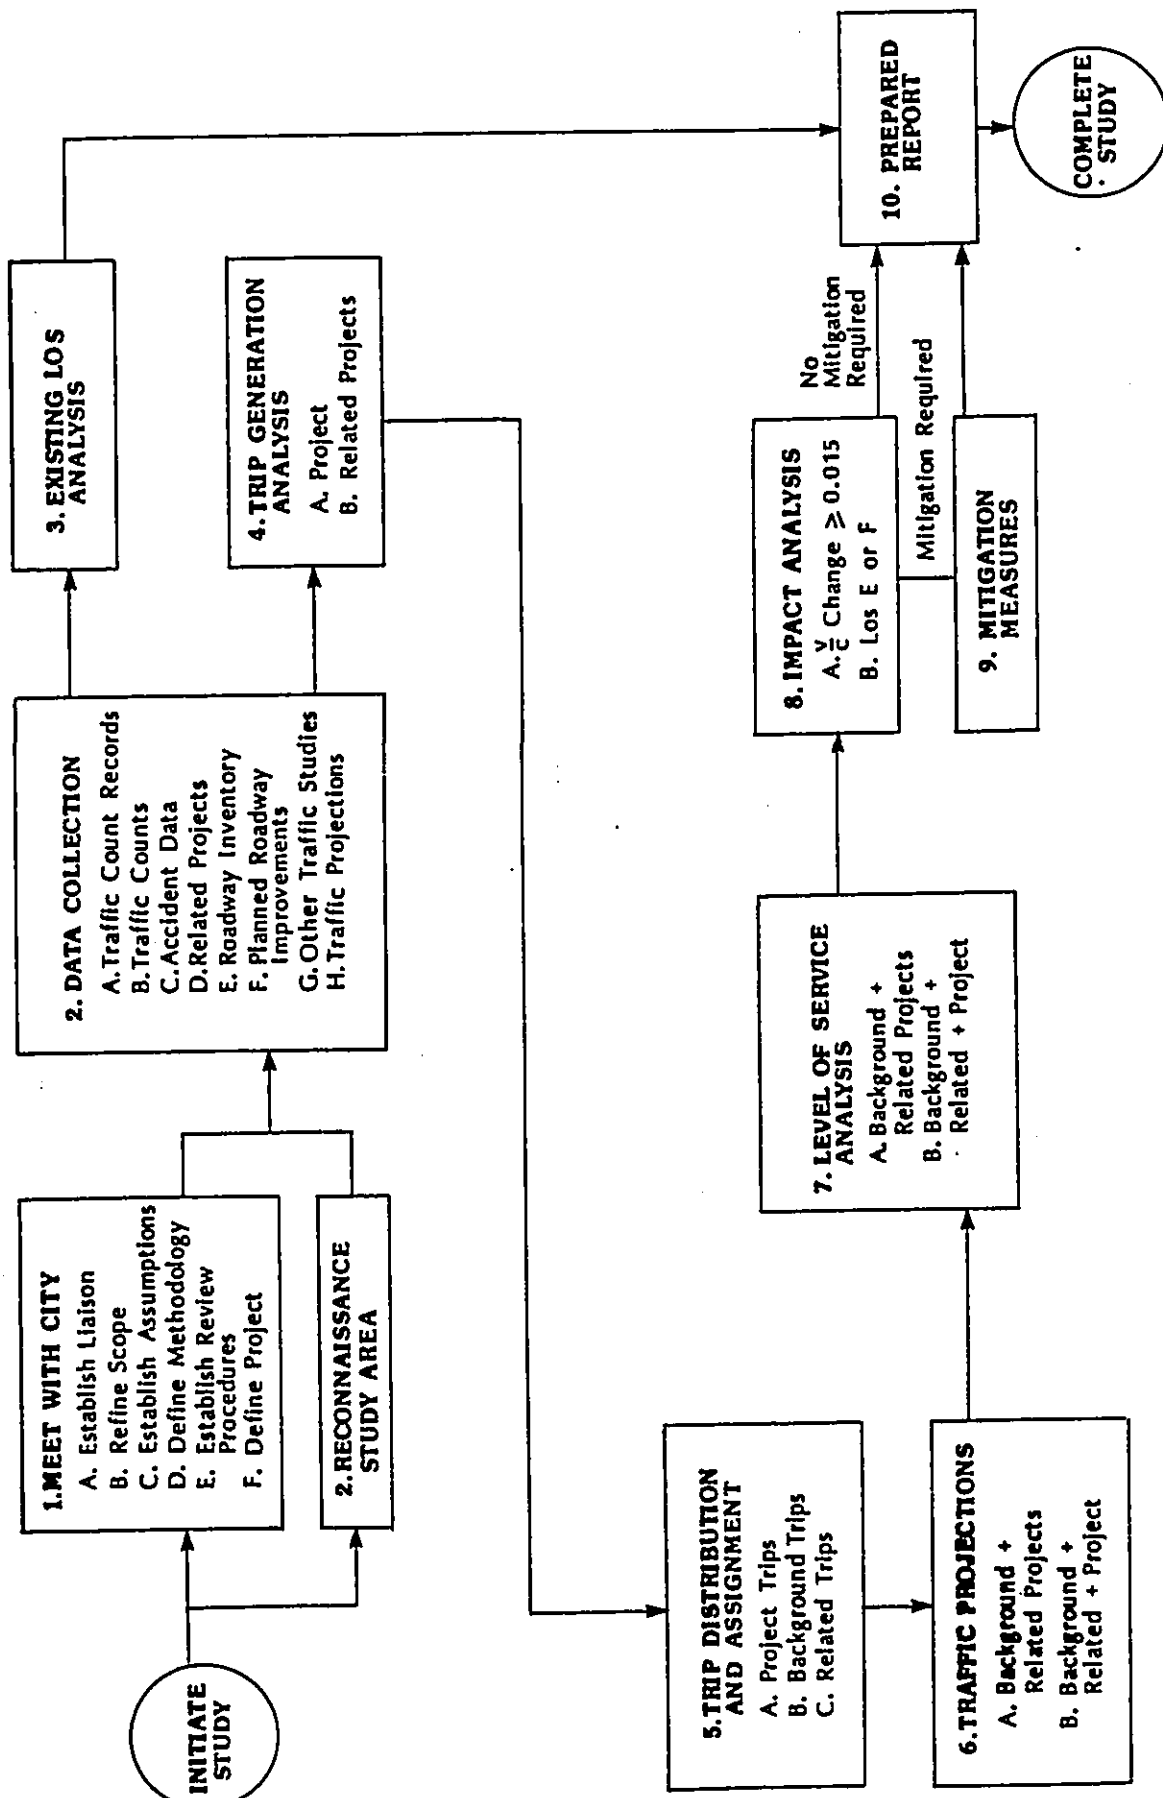 INITIATE
STUDY
1.MEET WITH CITY
A. Establish Liaison
B. Refine Scope
C. Establish Assumptions
D. Define Methodology
E. Establish Review
Procedures
F. Define Project
2. RECONNAISSANCE
STUDY AREA
2. DATA COLLECTION
A.Traffic Count Records
B.Traffic Counts
C.Accident Data
D.Related Projects
E. Roadway Inventory
F. Planned Roadway
Improvements
G.Other Traffic Studies
H.Traffic Projections
3. EXISTING LOS
ANALYSIS
4.TRIP GENERATION
ANALYSIS
A. Project
B. Related Projects
5.TRIP DISTRIBUTION
AND ASSIGNMENT
A. Project Trips
B. Background Trips
C. Related Trips
6.TRAFFIC PROJECTIONS
A. Background +
Related Projects
B. Background +
Related + Project
7. LEVEL OF SERVICE
ANALYSIS
A. Background +
Related Projects
B. Background +
Related + Project
8. IMPACT ANALYSIS
A. V/C Change ≥ 0.015
B. Los E or F
No
Mitigation
Required
Mitigation Required
9. MITIGATION
MEASURES
10. PREPARED
REPORT
COMPLETE
STUDY